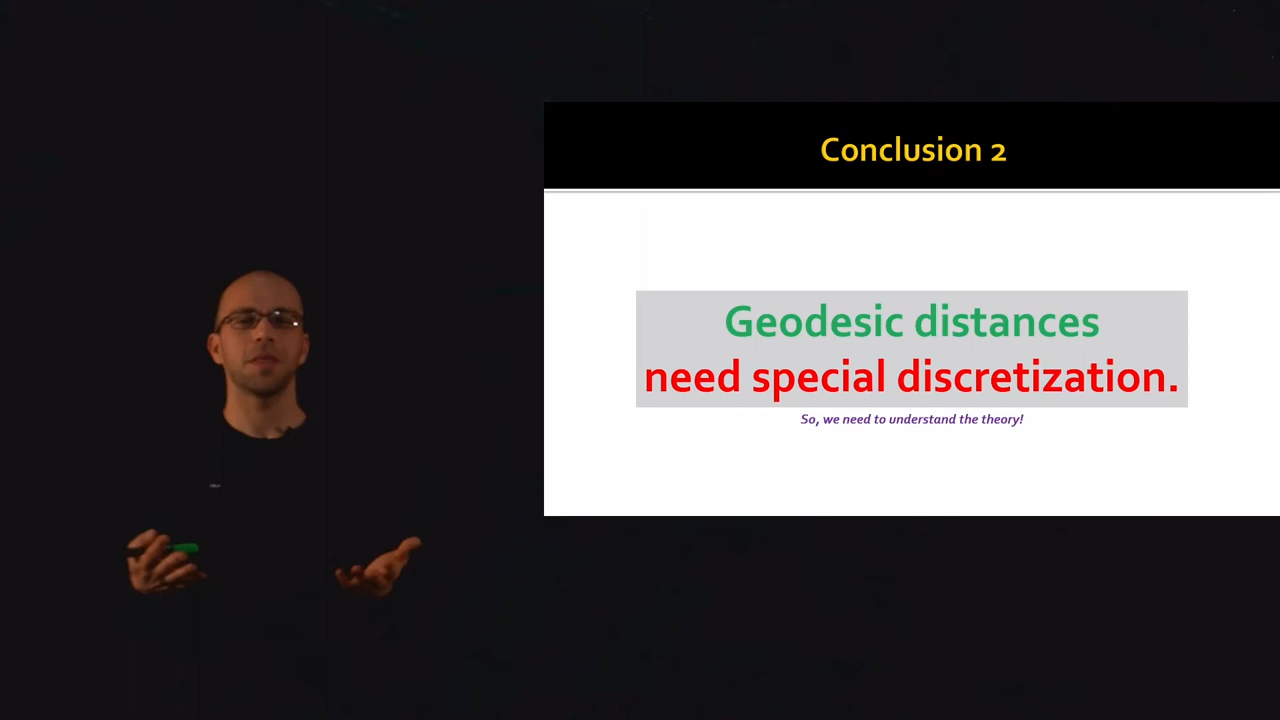 Conclusion 2
Geodesic distances
need special discretization.
So, we need to understand the theory!